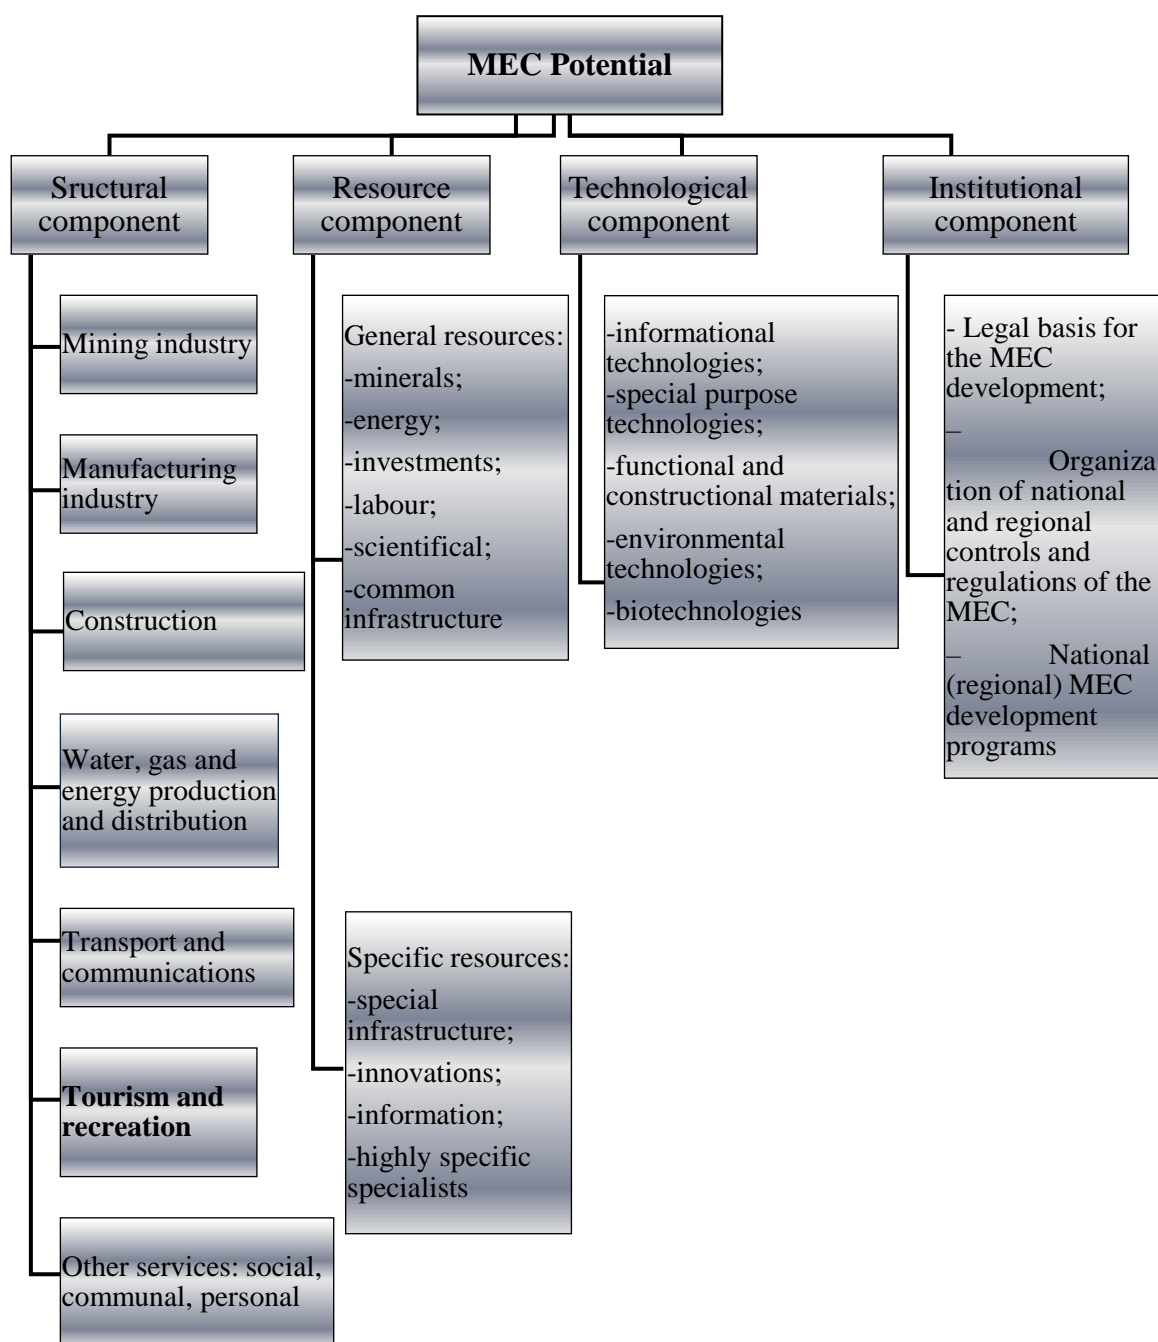 MEC Potential
Sructural
component
Mining industry
Manufacturing
industry
Construction
Water, gas and
energy production
and distribution
Transport and
communications
Tourism and
recreation
Other services: social,
communal, personal
Resource
component
General resources:
-minerals;
-energy;
-investments;
-labour;
-scientifical;
-common
infrastructure
Specific resources:
-special
infrastructure;
-innovations;
-information;
-highly specific
specialists
Technological
component
-informational
technologies;
-special purpose
technologies;
-functional and
constructional materials;
-environmental
technologies;
-biotechnologies
Institutional
component
- Legal basis for
the MEC
development;
–
Organiza
tion of national
and regional
controls and
regulations of the
MEC;
– National
(regional) MEC
development
programs